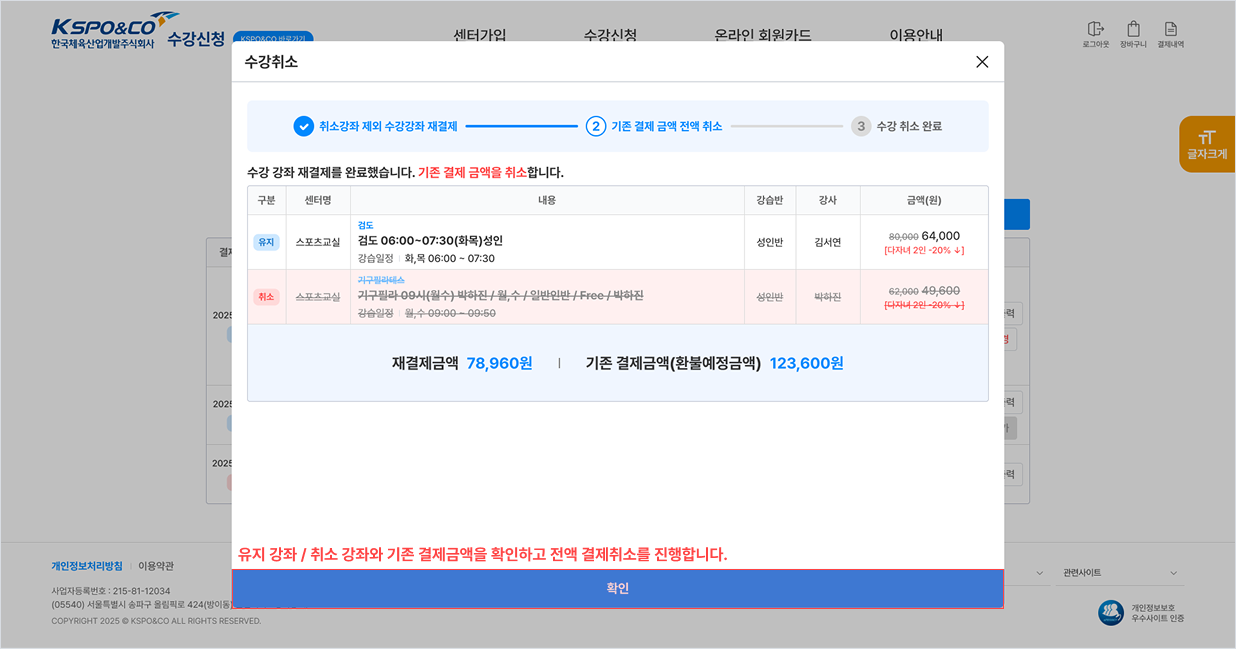 KSPO&CO
한국체육산업개발주식회사
수강신청
KSPO&CO 바로가기
센터가입
수강신청
온라인 회원카드
이용안내
로그아웃
장바구니
결제내역
수강취소
취소강좌 제외 수강강좌 재결제
2 기존 결제 금액 전액 취소
3 수강 취소 완료
TT
글자크게
수강 강좌 재결제를 완료했습니다. 기존 결제 금액을 취소합니다.
구분 센터명 내용 강습반 강사 금액(원)
검도
유지 스포츠교실 검도 06:00~07:30(화목)성인 성인반 김서연 80,000 64,000
강습일정 화,목 06:00 ~ 07:30 [다자녀 2인 -20% ↓]
기구필라테스
취소 스포츠교실 기구필라 09시(월수) 박하진 / 월,수 / 일반인반 / Free / 박하진 성인반 박하진 62,000 49,600
강습일정 월,수 09:00 ~ 09:50 [다자녀 2인 -20% ↓]
재결제금액 78,960원 기존 결제금액(환불예정금액) 123,600원
2025
2025
2025
유지 강좌 / 취소 강좌와 기존 결제금액을 확인하고 전액 결제취소를 진행합니다.
확인
개인정보처리방침 이용약관
사업자등록번호 : 215-81-12034
(05540) 서울특별시 송파구 올림픽로 424(방이동)
COPYRIGHT 2025 © KSPO&CO ALL RIGHTS RESERVED.
관련사이트
개인정보보호
우수사이트 인증